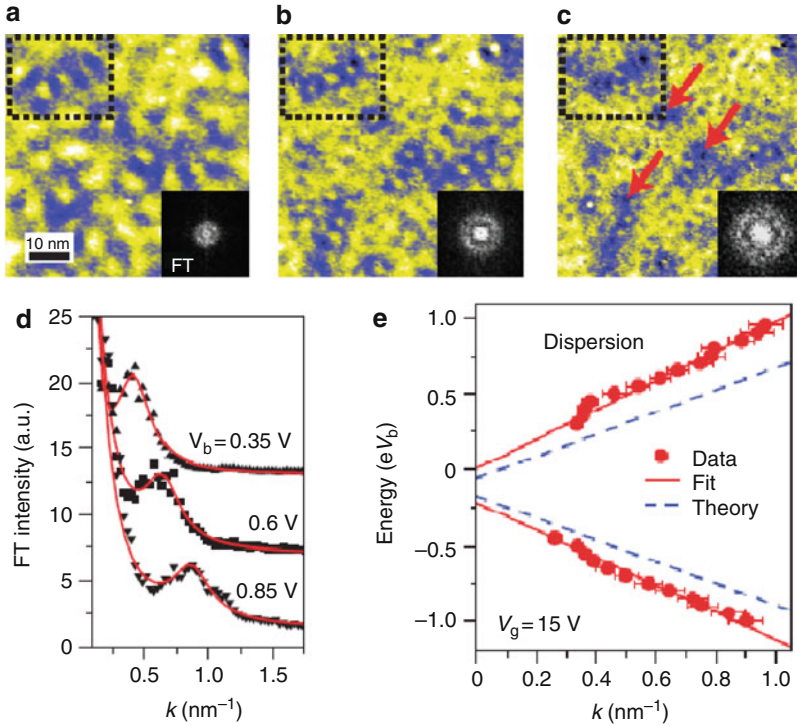 a
b
c
10 nm
FT
d
FT intensity (a.u.)
25
20
15
10
5
0
V_b = 0.35 V
0.6 V
0.85 V
0.5
1.0
1.5
k (nm⁻¹)
e
Energy (eV_b)
1.0
0.5
0
−0.5
−1.0
Dispersion
Data
Fit
Theory
V_g = 15 V
0
0.2
0.4
0.6
0.8
1.0
k (nm⁻¹)